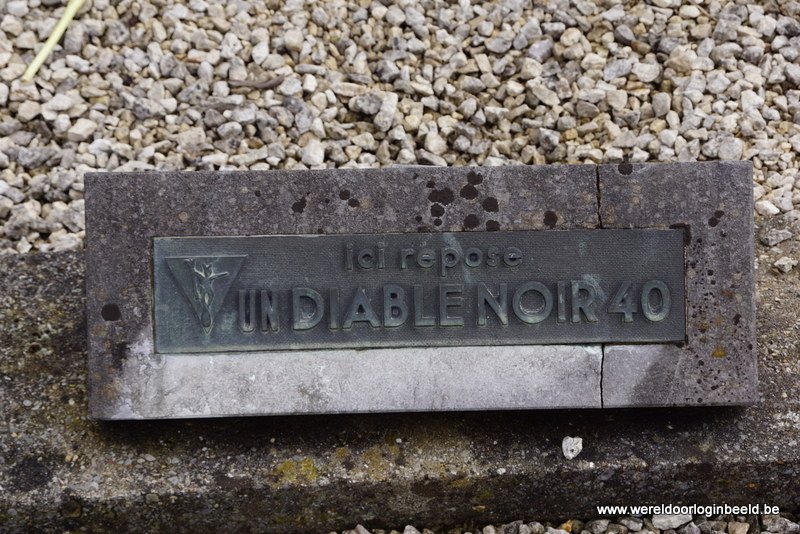 ici repose
UN DIABLE NOIR 40
www.wereldoorloginbeeld.be